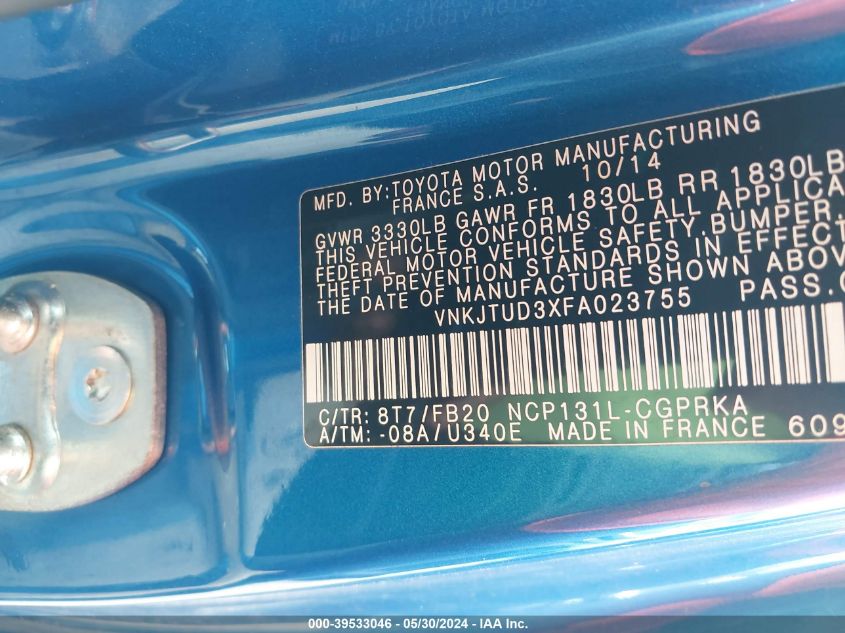 MFD. BY:TOYOTA MOTOR MANUFACTURING
FRANCE S.A.S. 10/14
GVWR 3330LB GAWR FR 1830LB RR 1830LB
THIS VEHICLE CONFORMS TO ALL APPLICA
FEDERAL MOTOR VEHICLE SAFETY,BUMPER,
THEFT PREVENTION STANDARDS IN EFFECT
THE DATE OF MANUFACTURE SHOWN ABOV
VNKJTUD3XFA023755 PASS.
C/TR: 8T7/FB20 NCP131L-CGPRKA
A/TM: -08A/U340E MADE IN FRANCE 609
000-39533046 - 05/30/2024 - IAA Inc.